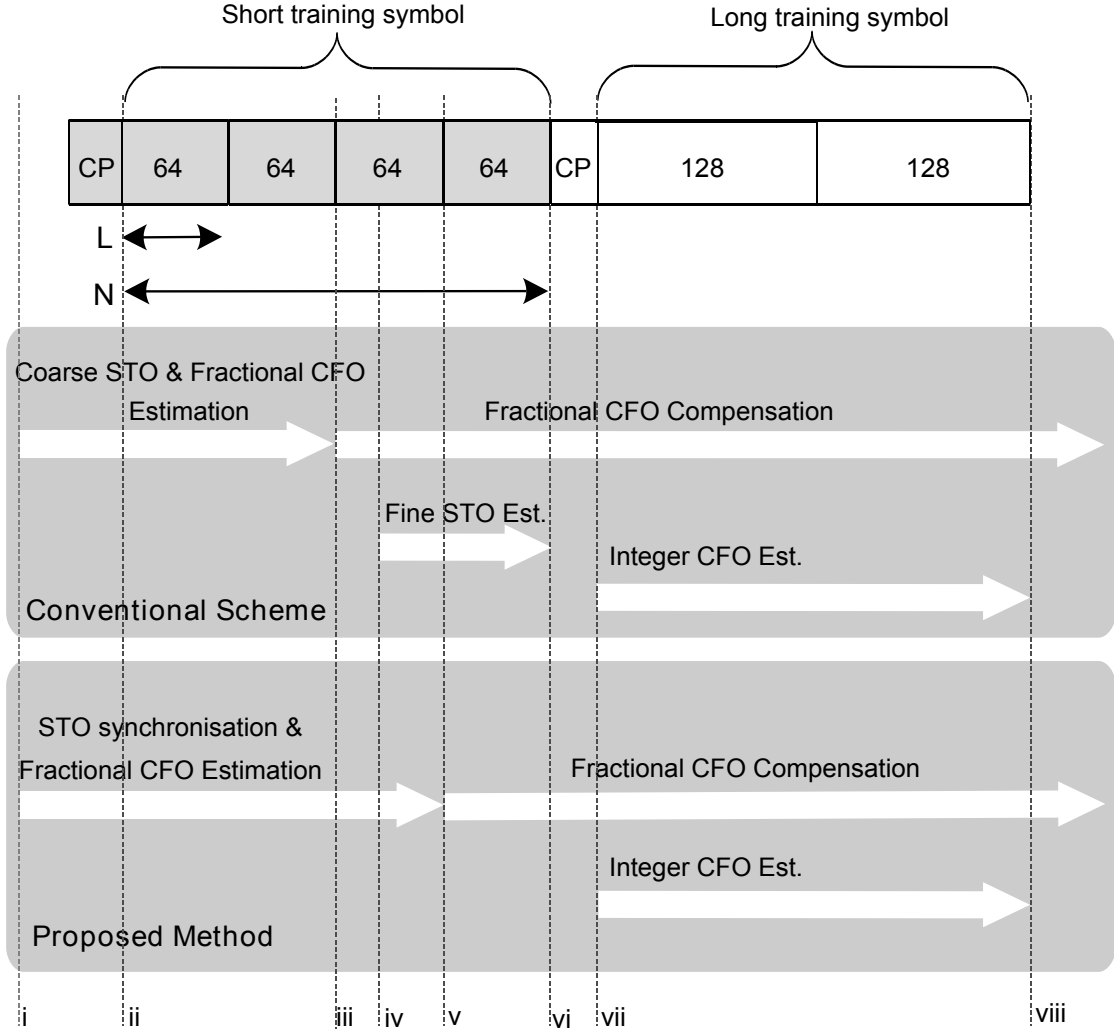 Short training symbol
Long training symbol
CP 64 64 64 64 CP 128 128
L
N
Coarse STO & Fractional CFO
Estimation
Fractional CFO Compensation
Fine STO Est.
Integer CFO Est.
Conventional Scheme
STO synchronisation &
Fractional CFO Estimation
Fractional CFO Compensation
Integer CFO Est.
Proposed Method
i ii iii iv v vi vii viii